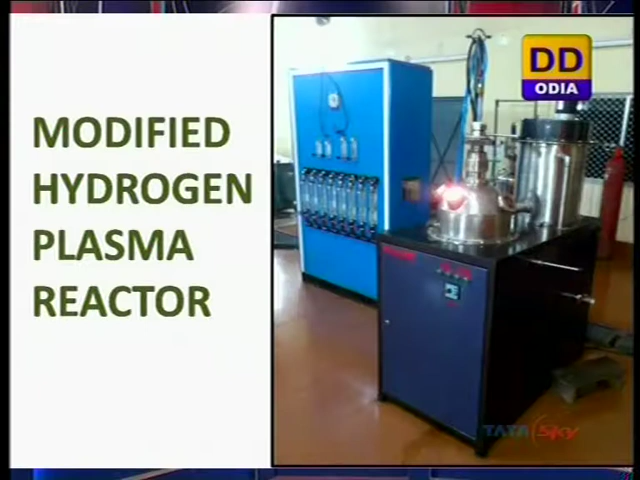 MODIFIED
HYDROGEN
PLASMA
REACTOR
DD
ODIA
TATA Sky